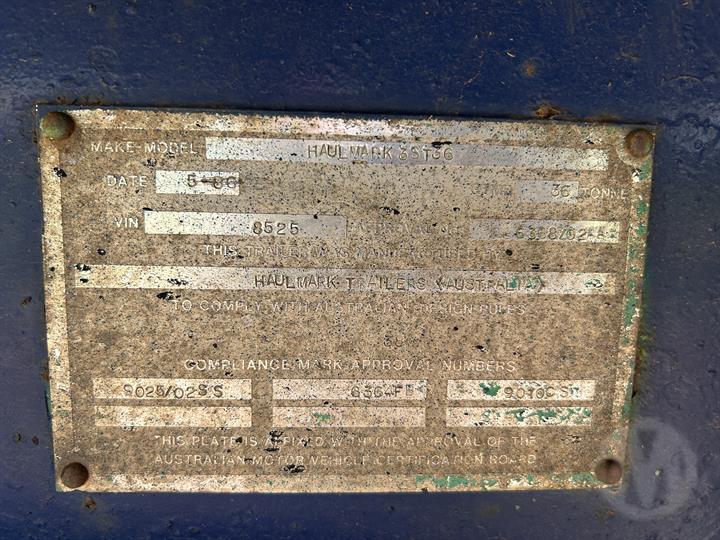 MAKE-MODEL HAULMARK
DATE 5-86 36 TONNE
VIN 8525
THIS TRAILER WAS MANUFACTURED BY
HAULMARK TRAILERS (AUSTRALIA)
TO COMPLY WITH AUSTRALIAN DESIGN RULES
COMPLIANCE MARK APPROVAL NUMBERS
9025/02SS
THIS PLATE IS AFFIXED WITH THE APPROVAL OF THE
AUSTRALIAN MOTOR VEHICLE CERTIFICATION BOARD